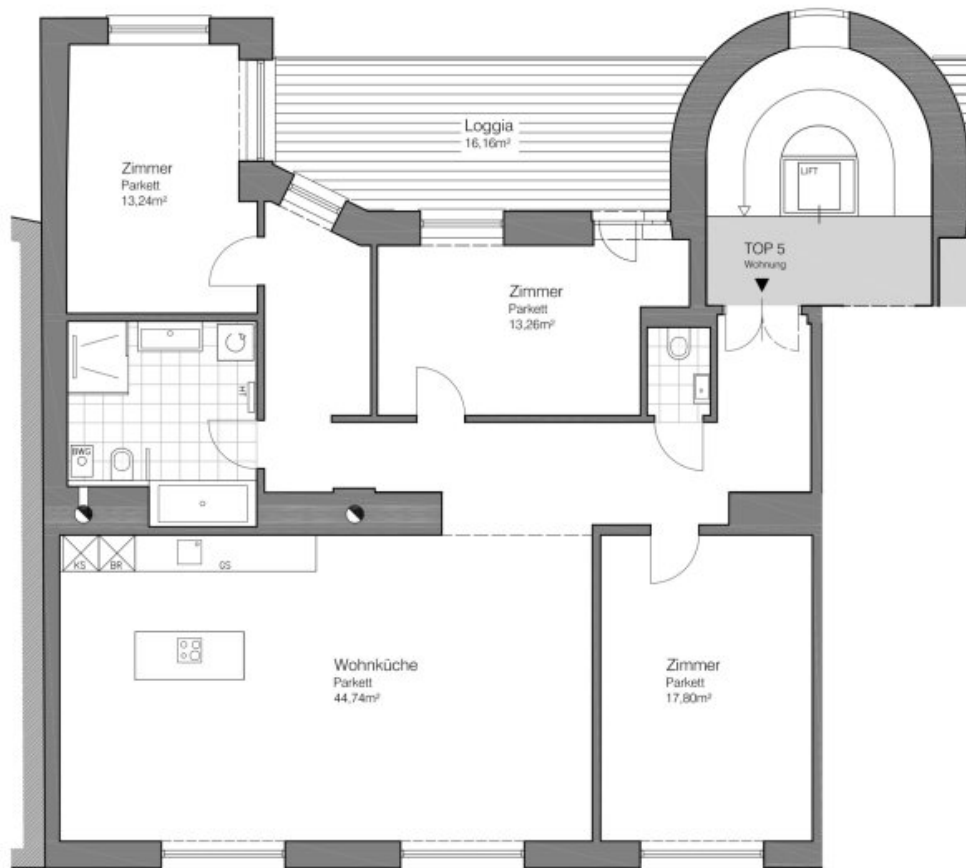 Loggia
16,16m²
Zimmer
Parkett
13,24m²
LIFT
TOP 5
Wohnung
Zimmer
Parkett
13,26m²
HT
BWG
KS
BR
GS
Wohnküche
Parkett
44,74m²
Zimmer
Parkett
17,80m²